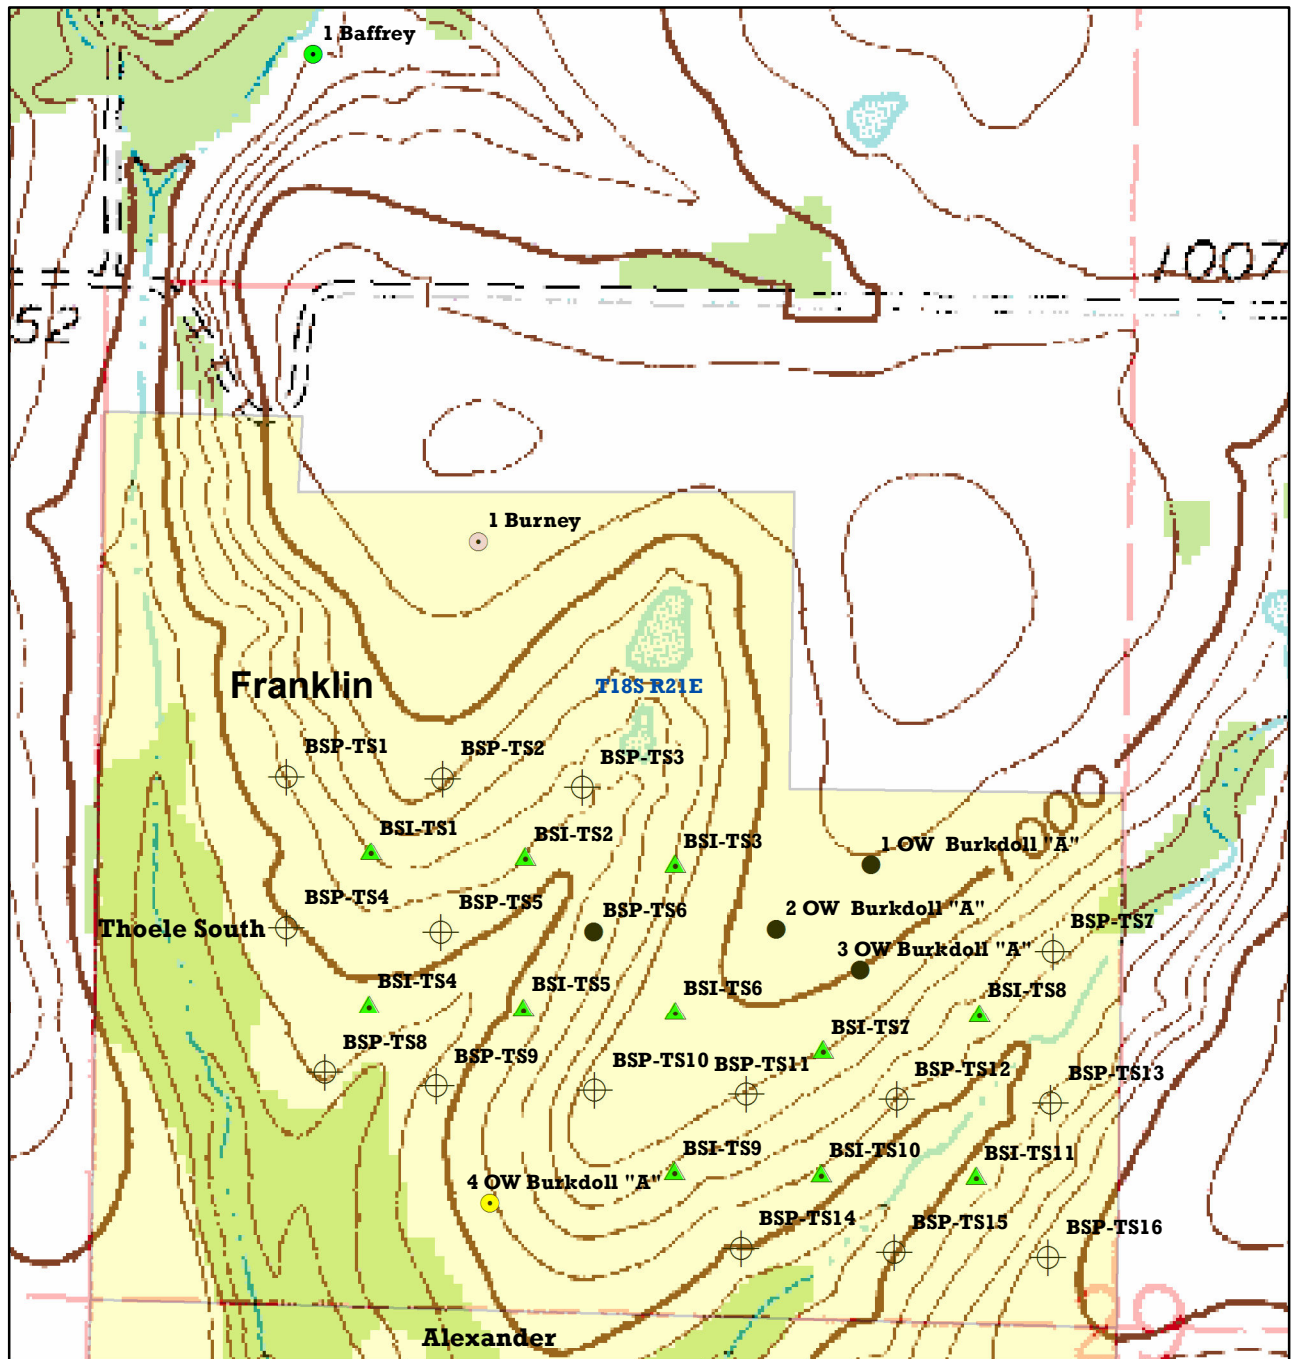 1 Baffrey
1007
52
1 Burney
Franklin
T18S R21E
BSP-TS1
BSP-TS2
BSP-TS3
1000
BSI-TS1
BSI-TS2
BSI-TS3
1 OW Burkdoll "A"
BSP-TS4
BSP-TS5
BSP-TS6
2 OW Burkdoll "A"
Thoele South
3 OW Burkdoll "A"
BSP-TS7
BSI-TS4
BSI-TS5
BSI-TS6
BSI-TS7
BSI-TS8
BSP-TS8
BSP-TS9
BSP-TS10
BSP-TS11
BSP-TS12
BSP-TS13
BSI-TS9
BSI-TS10
BSI-TS11
4 OW Burkdoll "A"
BSP-TS14
BSP-TS15
BSP-TS16
29
Alexander